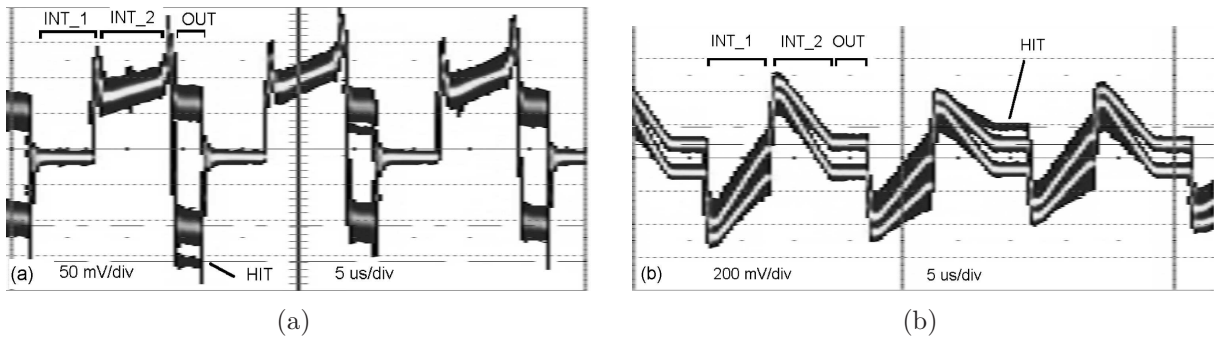 INT_1 INT_2 OUT
HIT
(a) 50 mV/div 5 us/div
(a)
INT_1 INT_2 OUT
HIT
(b) 200 mV/div 5 us/div
(b)